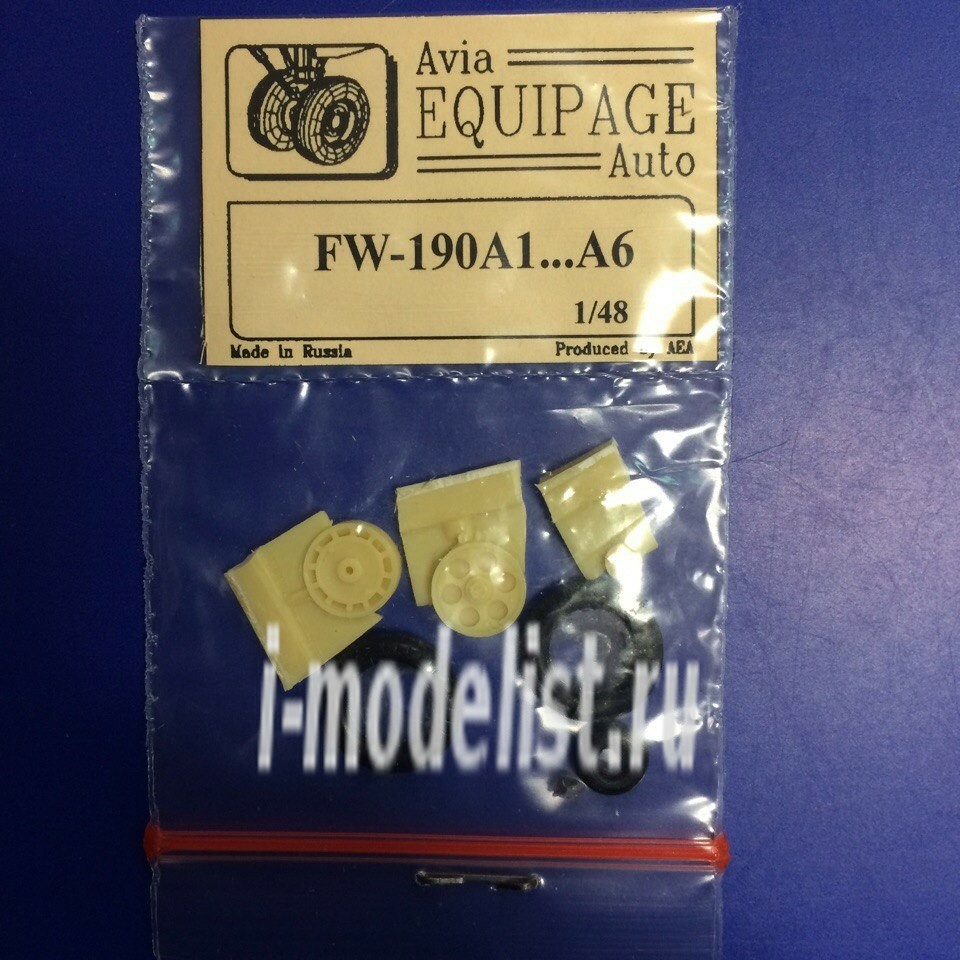 Avia
EQUIPAGE
Auto
FW-190A1...A6
1/48
Made in Russia
Produced by AEA
i-modelist.ru